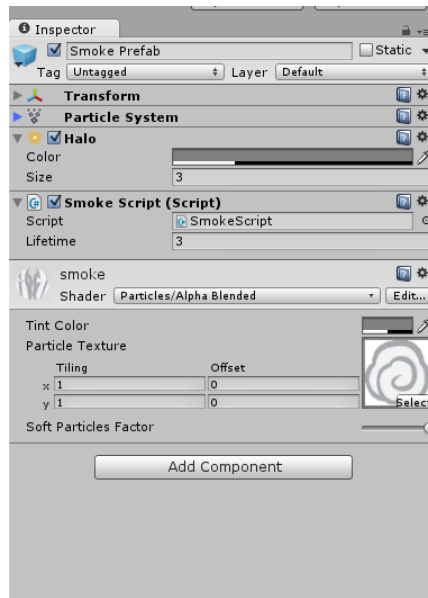 Inspector
Smoke Prefab Static
Tag Untagged Layer Default
Transform
Particle System
Halo
Color
Size 3
Smoke Script (Script)
Script SmokeScript
Lifetime 3
smoke
Shader Particles/Alpha Blended Edit...
Tint Color
Particle Texture
Tiling Offset
x 1 0
y 1 0
Select
Soft Particles Factor
Add Component